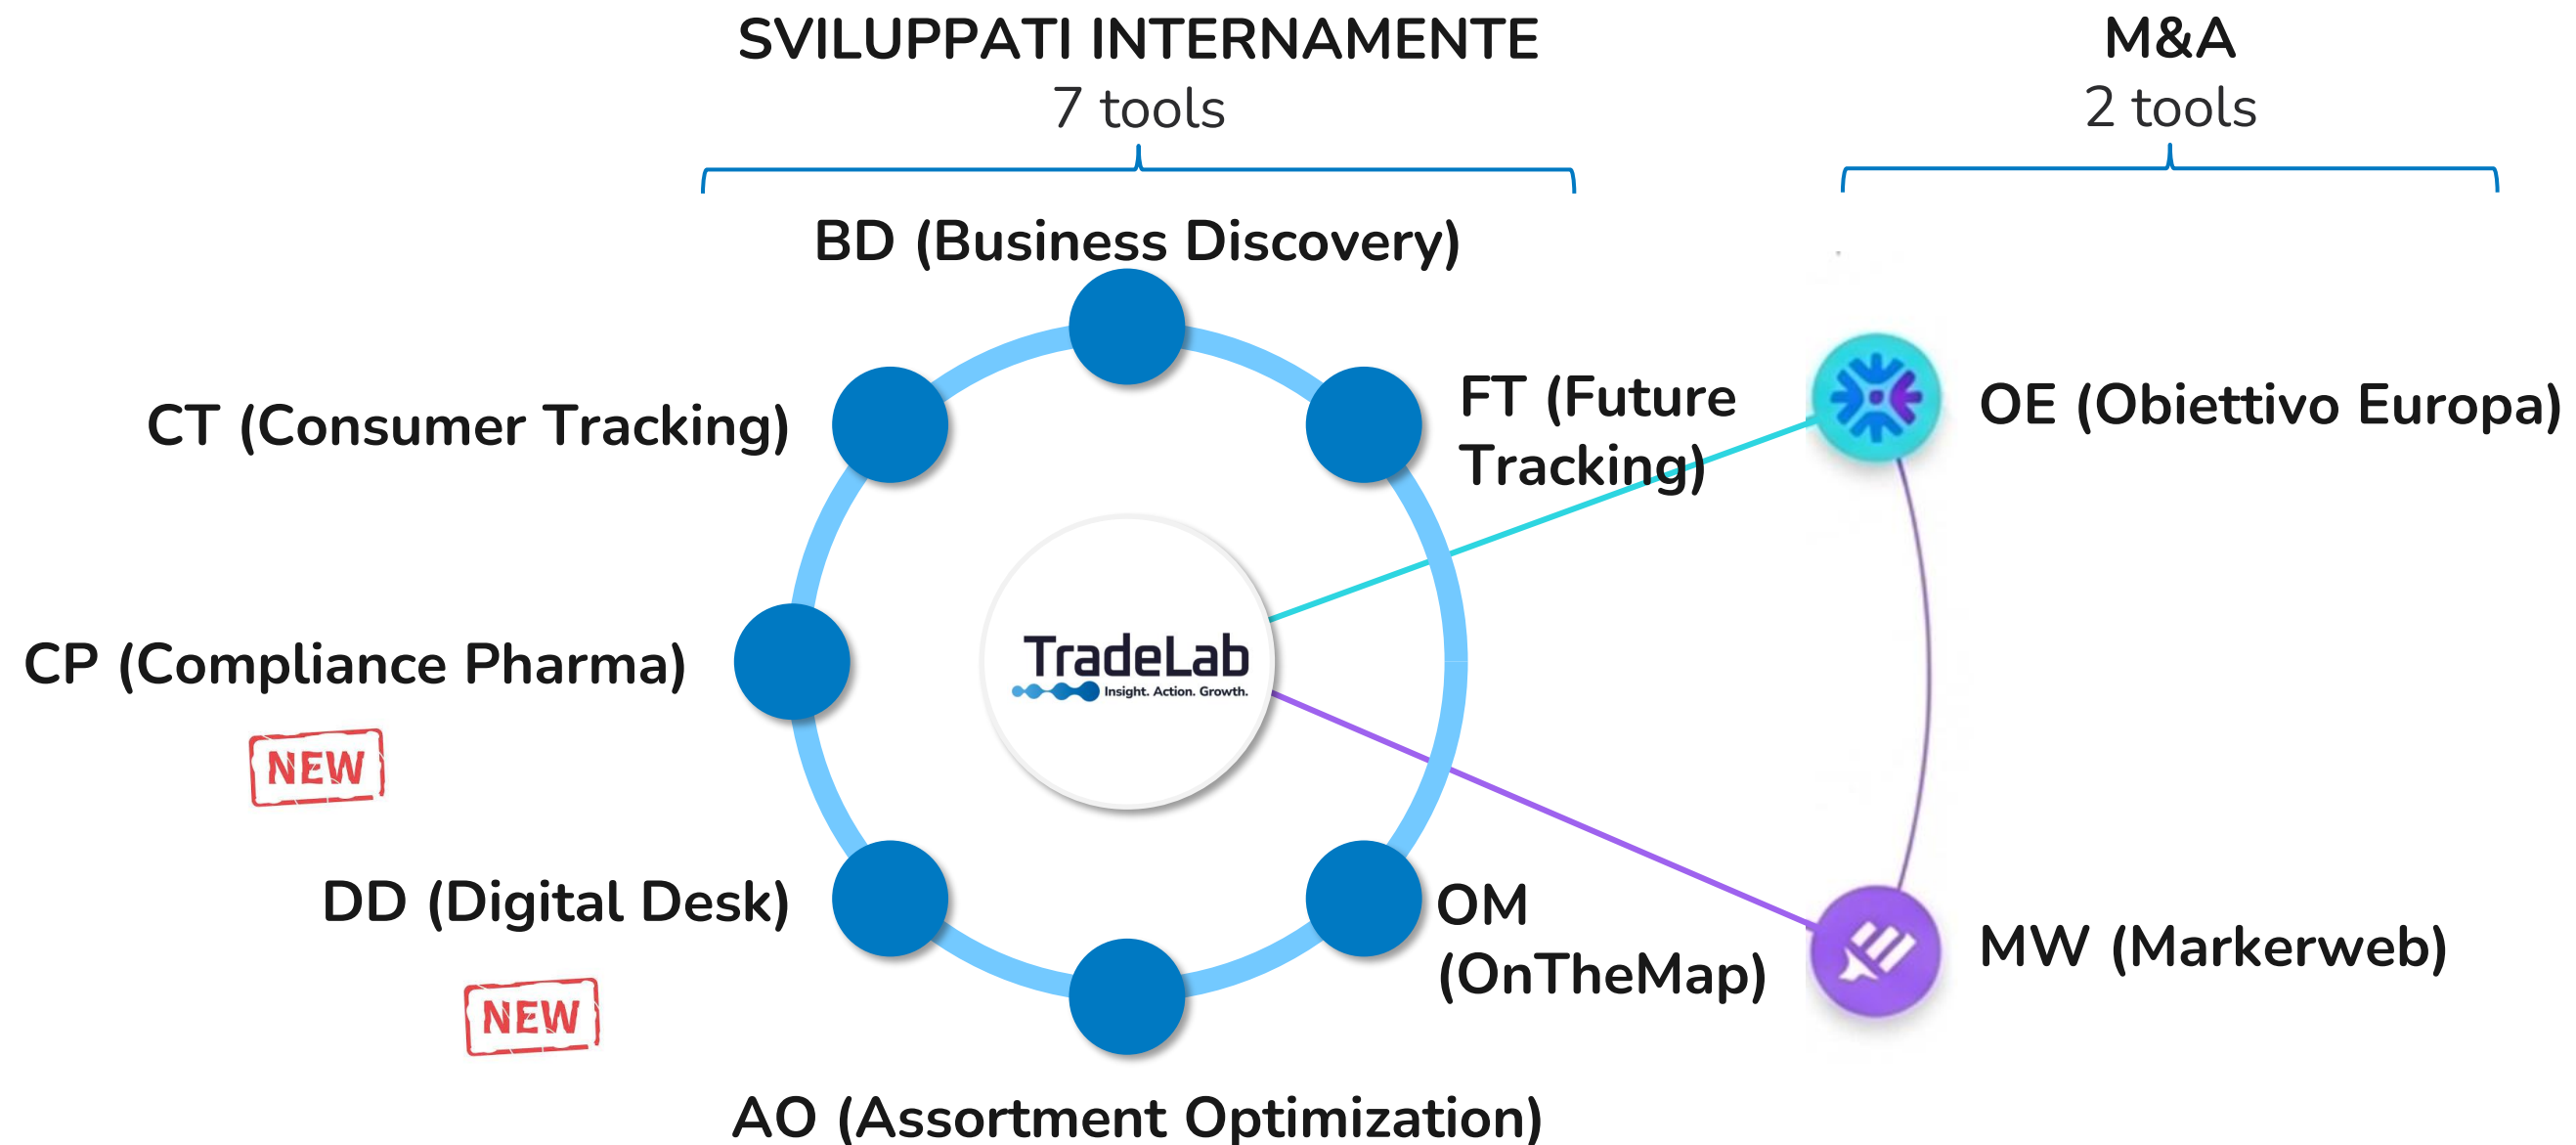 SVILUPPATI INTERNAMENTE
7 tools
M&A
2 tools
BD (Business Discovery)
CT (Consumer Tracking)
FT (Future
Tracking)
OE (Obiettivo Europa)
CP (Compliance Pharma)
NEW
TradeLab
Insight. Action. Growth.
DD (Digital Desk)
NEW
OM
(OnTheMap)
MW (Markerweb)
AO (Assortment Optimization)